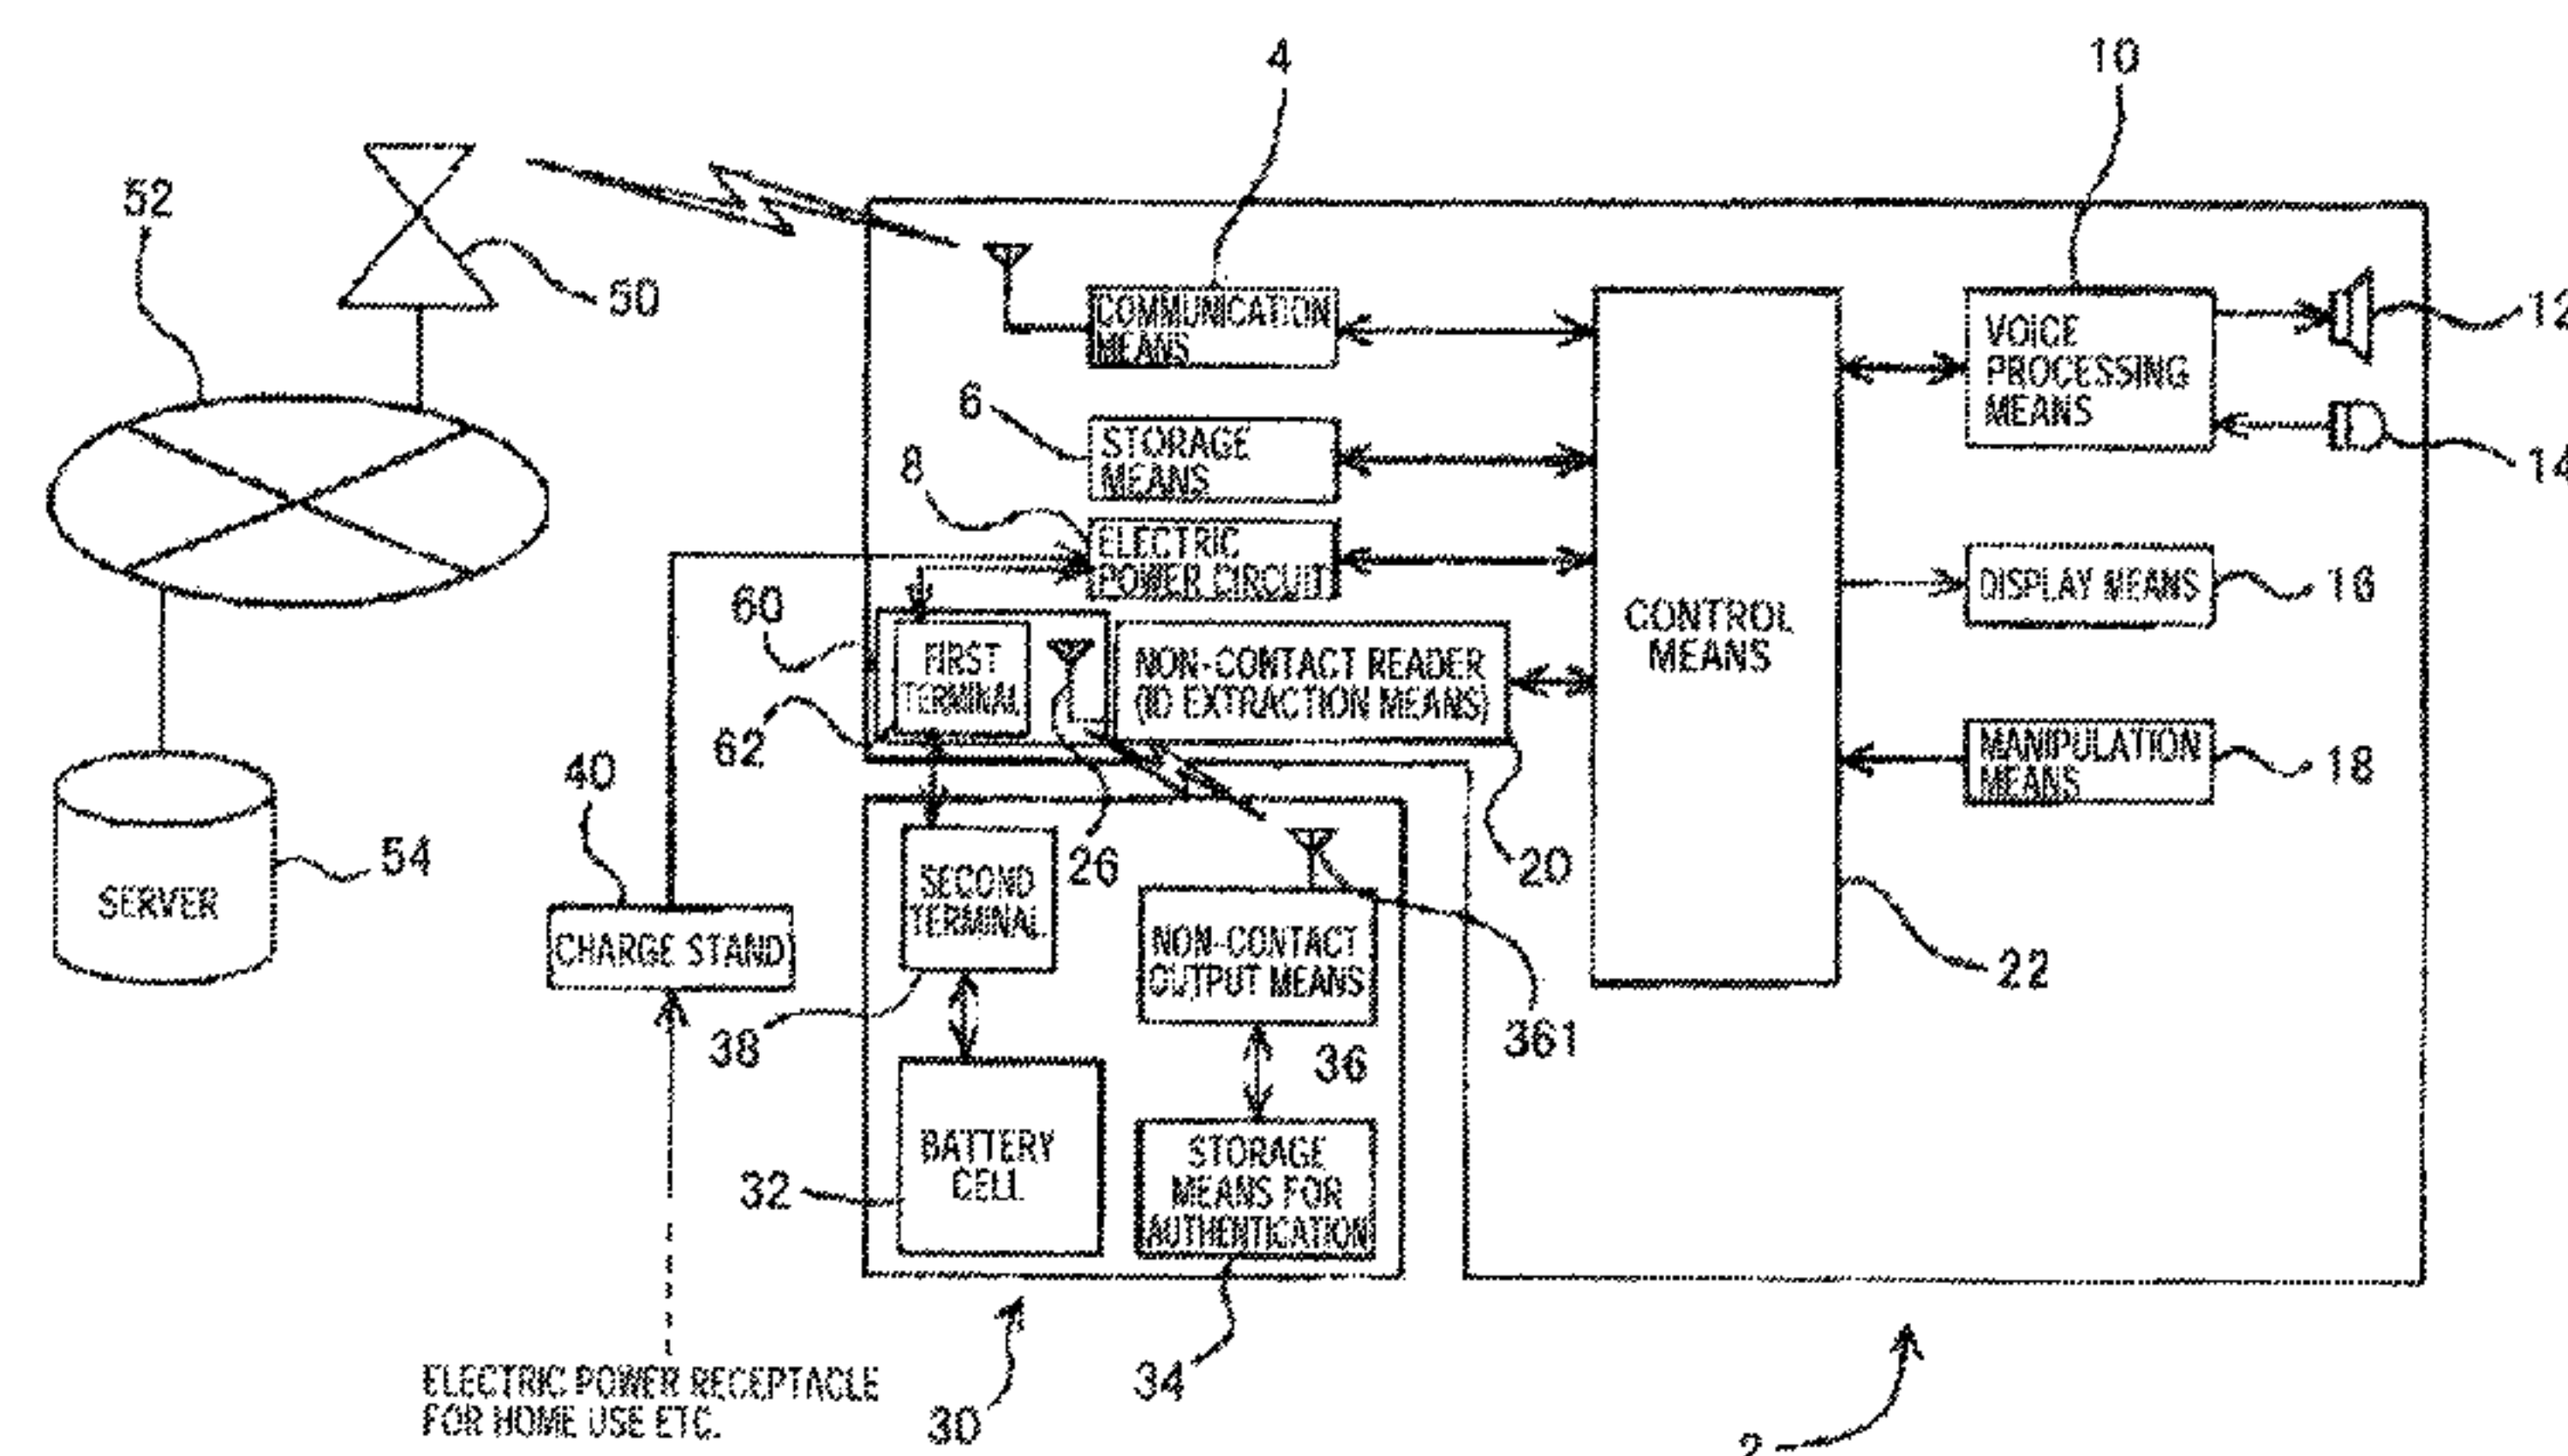 4
10
52
50
COMMUNICATION
MEANS
VOICE
PROCESSING
MEANS
12
14
6
STORAGE
MEANS
8
ELECTRIC
POWER CIRCUIT
CONTROL
MEANS
DISPLAY MEANS
16
60
FIRST
TERMINAL
NON-CONTACT READER
(ID EXTRACTION MEANS)
62
MANIPULATION
MEANS
18
40
SERVER
54
CHARGE STAND
SECOND
TERMINAL
26
20
NON-CONTACT
OUTPUT MEANS
22
38
36
361
BATTERY
CELL
32
STORAGE
MEANS FOR
AUTHENTICATION
ELECTRIC POWER RECEPTACLE
FOR HOME USE ETC.
30
34
2